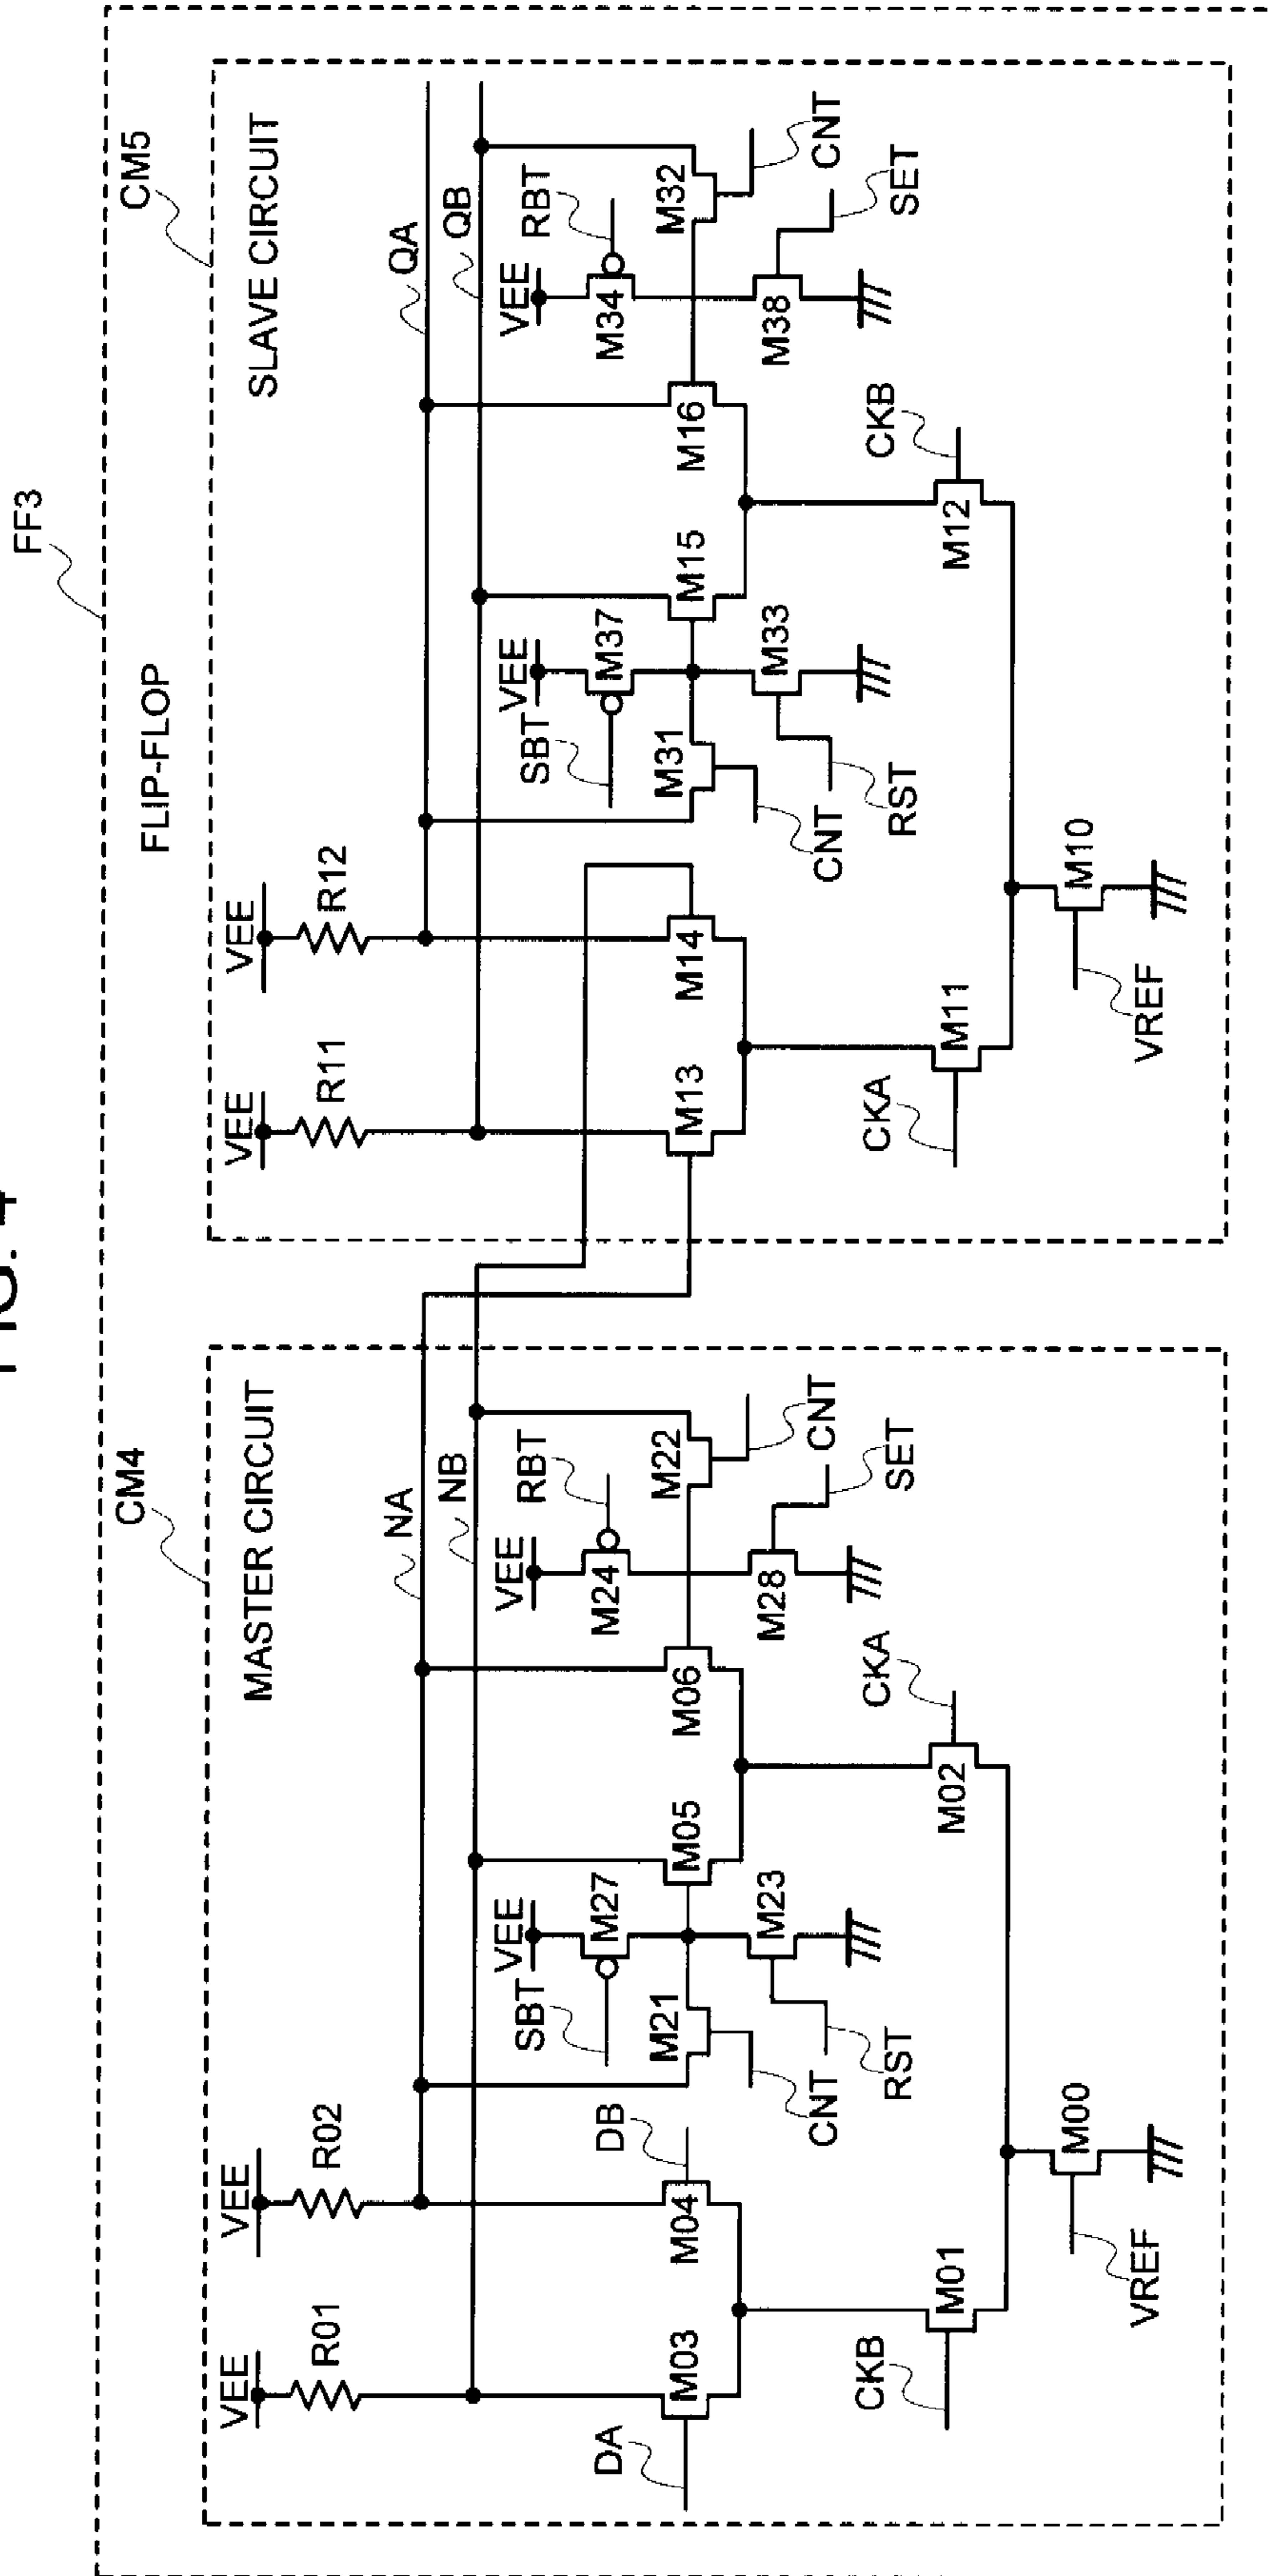 FIG. 4
FF3
FLIP-FLOP
CM4
MASTER CIRCUIT
VEE
R01
VEE
R02
NA
NB
DA
M03
M04
DB
SBT
VEE
M27
M21
CNT
M05
M23
RST
M06
VEE
M24
RBT
M22
CNT
M28
SET
CKB
M01
M02
CKA
VREF
M00
CM5
SLAVE CIRCUIT
VEE
R11
VEE
R12
QA
QB
M13
M14
SBT
VEE
M37
M31
CNT
M15
M33
RST
M16
VEE
M34
RBT
M32
CNT
M38
SET
CKA
M11
M12
CKB
VREF
M10